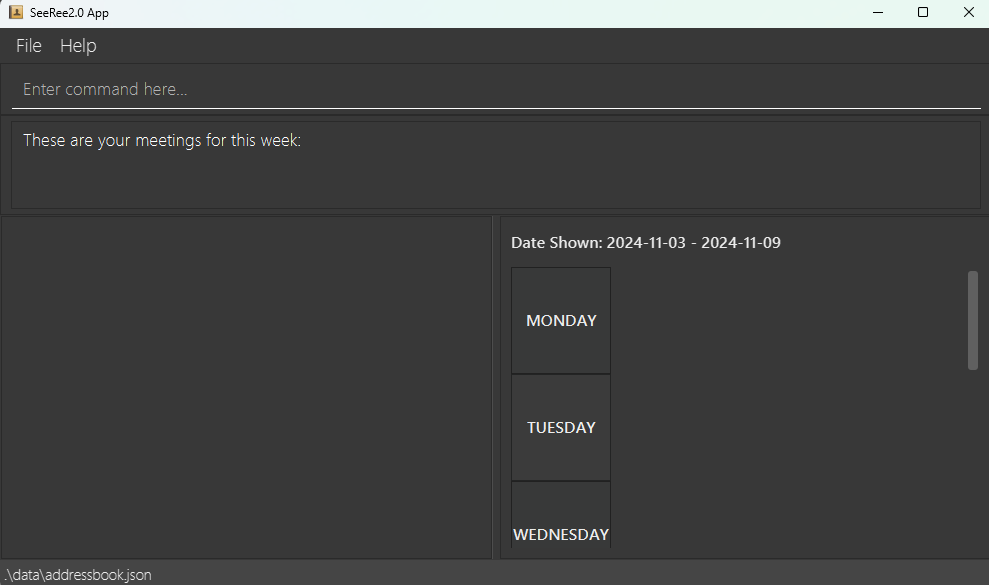 SeeRee2.0 App
File Help
Enter command here...
These are your meetings for this week:
Date Shown: 2024-11-03 - 2024-11-09
MONDAY
TUESDAY
WEDNESDAY
.\data\addressbook.json